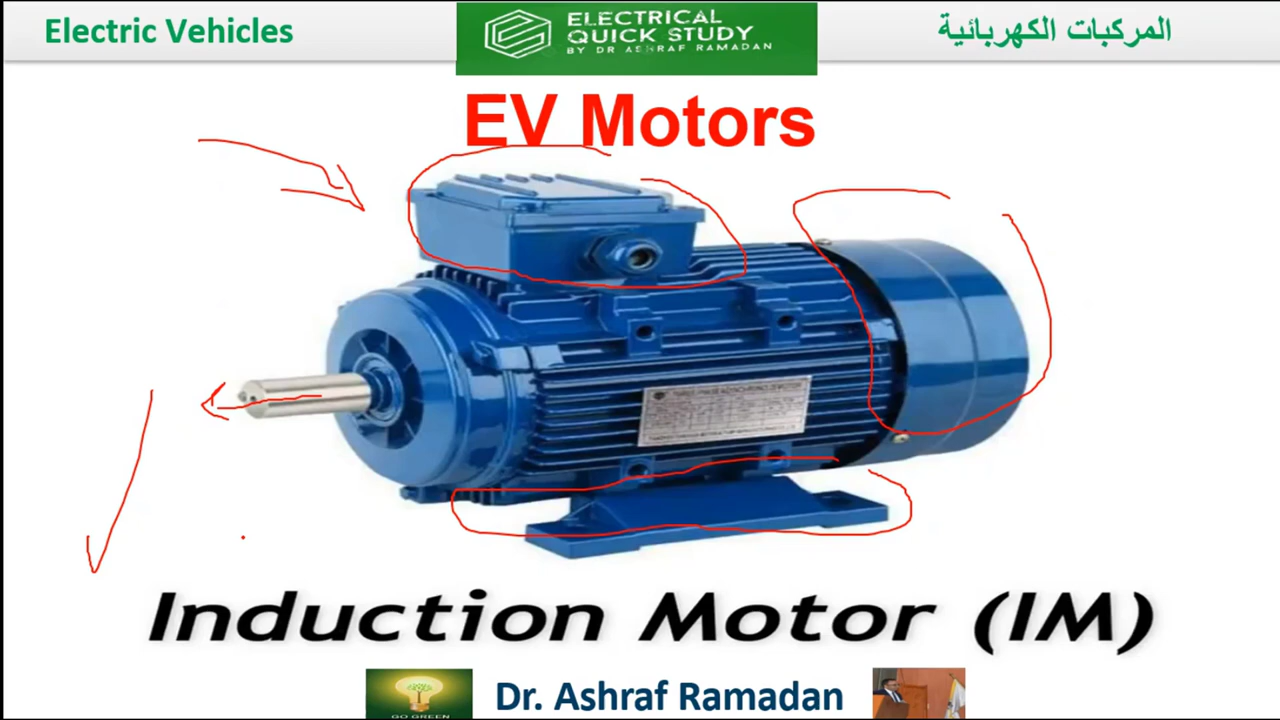 Electric Vehicles
ELECTRICAL
QUICK STUDY
BY DR ASHRAF RAMADAN
المركبات الكهربائية
EV Motors
Induction Motor (IM)
GO GREEN
Dr. Ashraf Ramadan